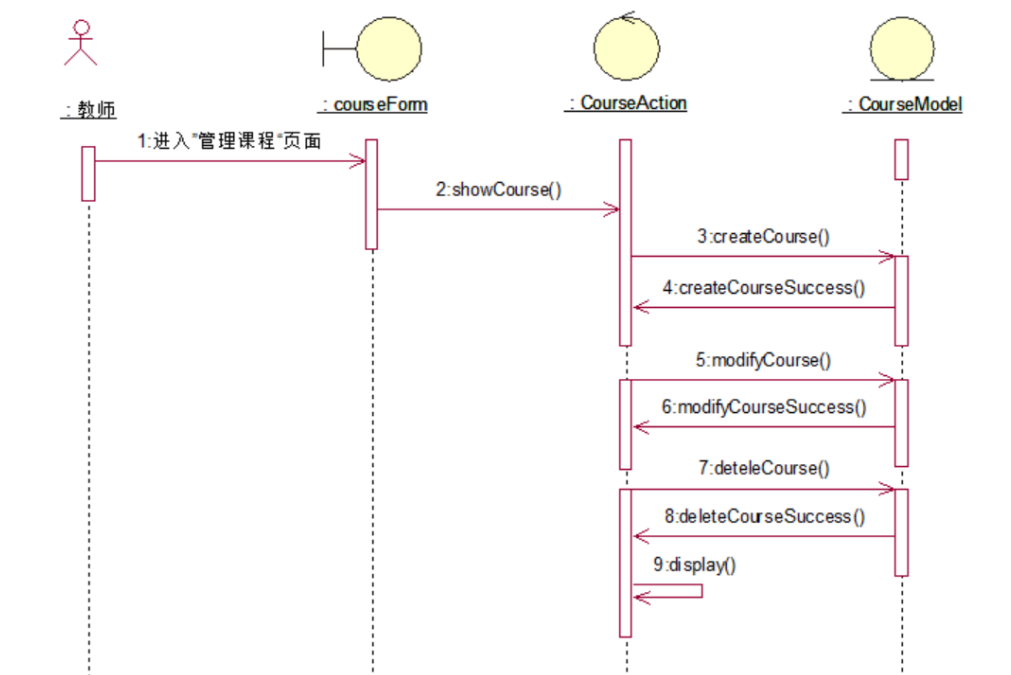 : 教师
: courseForm
: CourseAction
: CourseModel
1:进入"管理课程"页面
2:showCourse()
3:createCourse()
4:createCourseSuccess()
5:modifyCourse()
6:modifyCourseSuccess()
7:deteleCourse()
8:deleteCourseSuccess()
9:display()